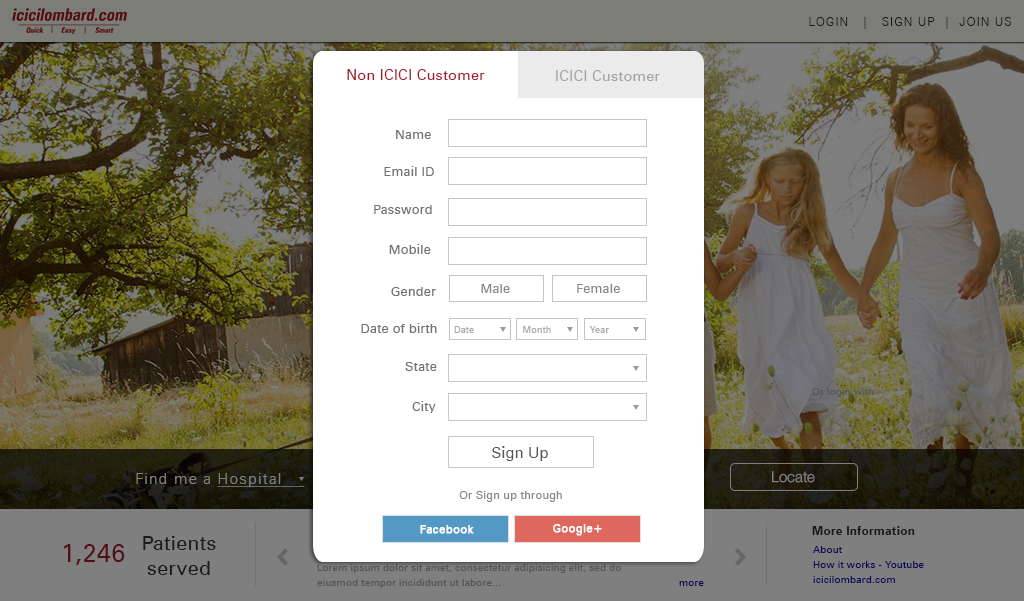 icicilombard.com
Quick | Easy | Smart
LOGIN | SIGN UP | JOIN US
Non ICICI Customer
ICICI Customer
Name
Email ID
Password
Mobile
Gender Male Female
Date of birth Date Month Year
State
City
Sign Up
Or Sign up through
Facebook Google+
Or login with
Find me a Hospital
Locate
1,246 Patients
served
Lorem ipsum dolor sit amet, consectetur adipisicing elit, sed do
eiusmod tempor incididunt ut labore...
more
More Information
About
How it works - Youtube
icicilombard.com